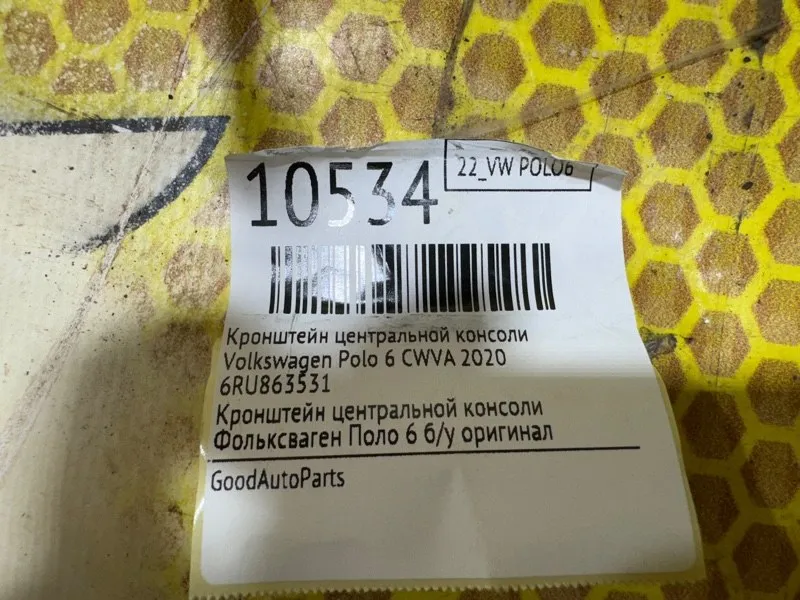 10534
22_VW POLO6
Кронштейн центральной консоли
Volkswagen Polo 6 CWVA 2020
6RU863531
Кронштейн центральной консоли
Фольксваген Поло 6 б/у оригинал
GoodAutoParts